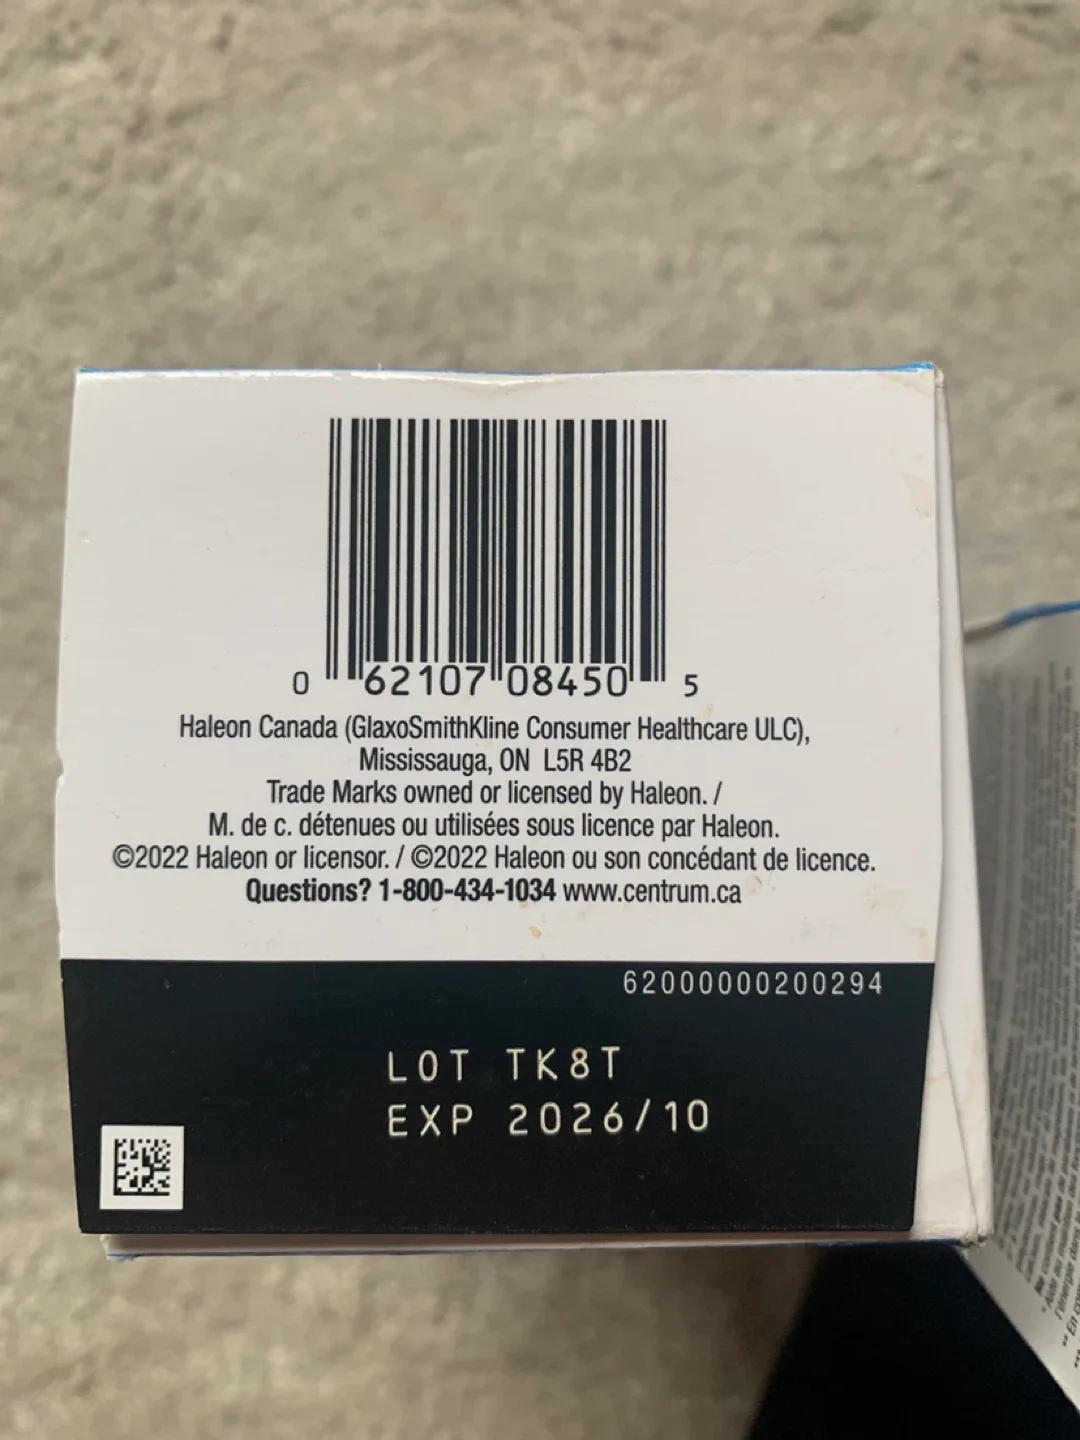 0 62107 08450 5
Haleon Canada (GlaxoSmithKline Consumer Healthcare ULC),
Mississauga, ON L5R 4B2
Trade Marks owned or licensed by Haleon. /
M. de c. détenues ou utilisées sous licence par Haleon.
©2022 Haleon or licensor. / ©2022 Haleon ou son concédant de licence.
Questions? 1-800-434-1034 www.centrum.ca
62000000200294
LOT TK8T
EXP 2026/10